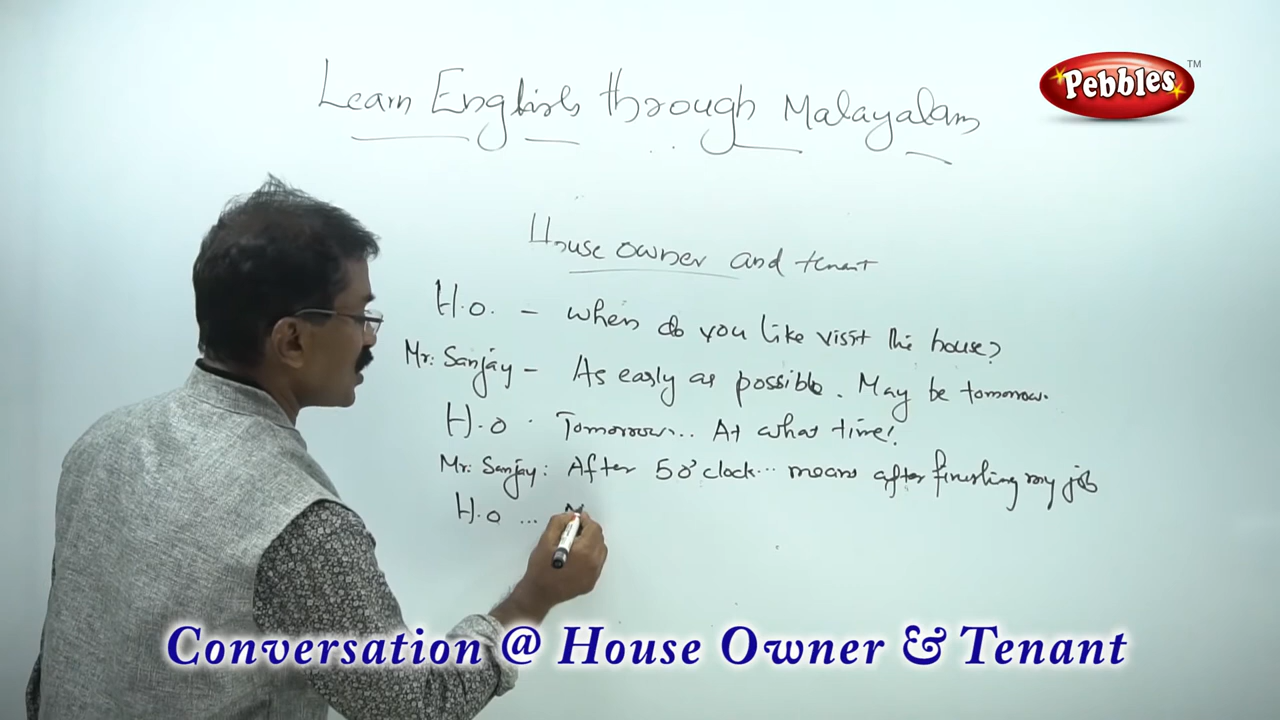 Learn English through Malayalam
Pebbles TM
House owner and tenant
H.O. - when do you like visit the house?
Mr. Sanjay - As early as possible. May be tomorrow.
H.O. Tomorrow... At what time?
Mr. Sanjay: After 5 o'clock... means after finishing my job
H.O ...
Conversation @ House Owner & Tenant